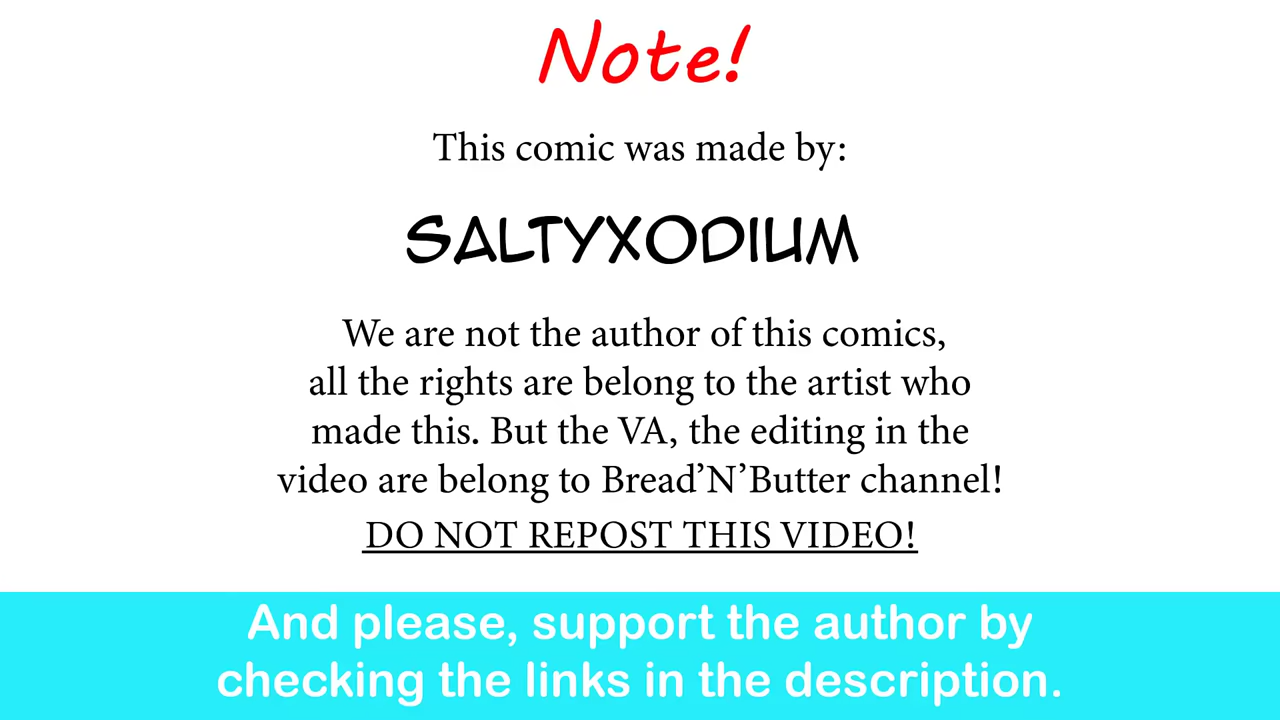 Note!
This comic was made by:
SALTYXODIUM
We are not the author of this comics,
all the rights are belong to the artist who
made this. But the VA, the editing in the
video are belong to Bread’N’Butter channel!
DO NOT REPOST THIS VIDEO!
And please, support the author by
checking the links in the description.